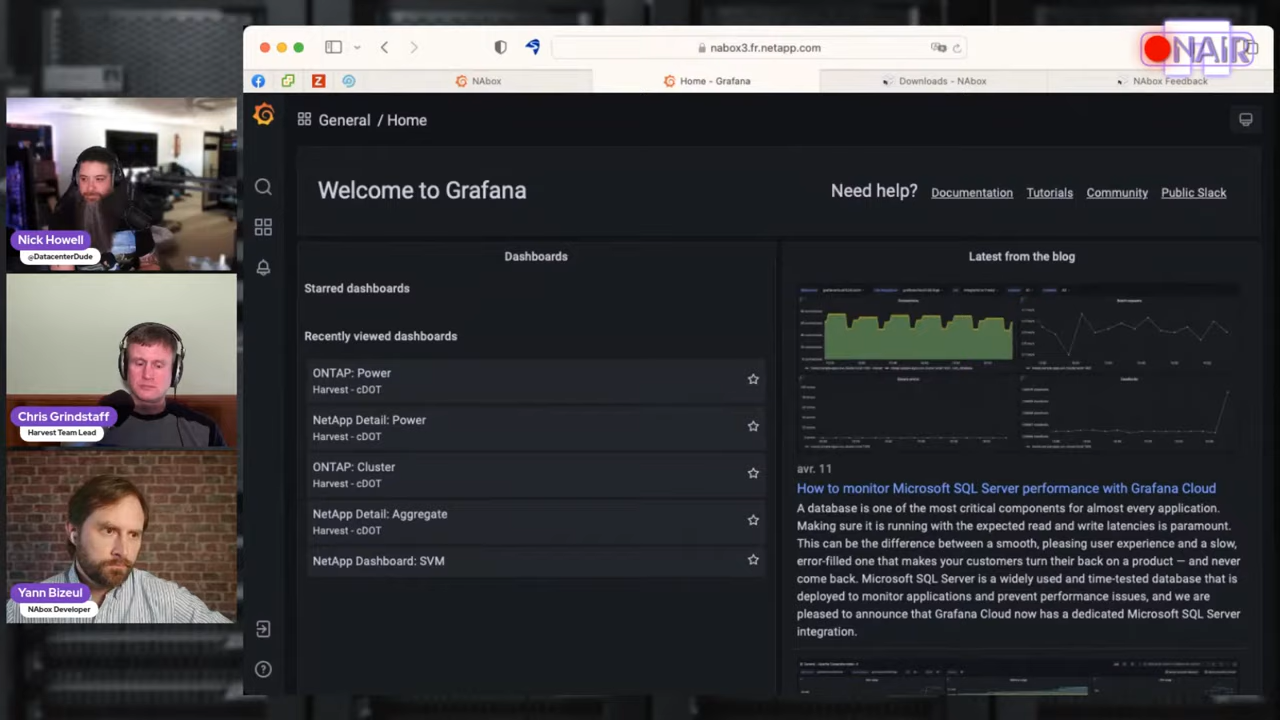 nabox3.fr.netapp.com
NAIR
NAbox
Home - Grafana
Downloads - NAbox
NAbox Feedback
General / Home
Welcome to Grafana
Need help?
Documentation
Tutorials
Community
Public Slack
Dashboards
Starred dashboards
Recently viewed dashboards
ONTAP: Power
Harvest - cDOT
NetApp Detail: Power
Harvest - cDOT
ONTAP: Cluster
Harvest - cDOT
NetApp Detail: Aggregate
Harvest - cDOT
NetApp Dashboard: SVM
Latest from the blog
avr. 11
How to monitor Microsoft SQL Server performance with Grafana Cloud
A database is one of the most critical components for almost every application.
Making sure it is running with the expected read and write latencies is paramount.
This can be the difference between a smooth, pleasing user experience and a slow,
error-filled one that makes your customers turn their back on a product — and never
come back. Microsoft SQL Server is a widely used and time-tested database that is
deployed to monitor applications and prevent performance issues, and we are
pleased to announce that Grafana Cloud now has a dedicated Microsoft SQL Server
integration.
Nick Howell
@DatacenterDude
Chris Grindstaff
Harvest Team Lead
Yann Bizeul
NAbox Developer